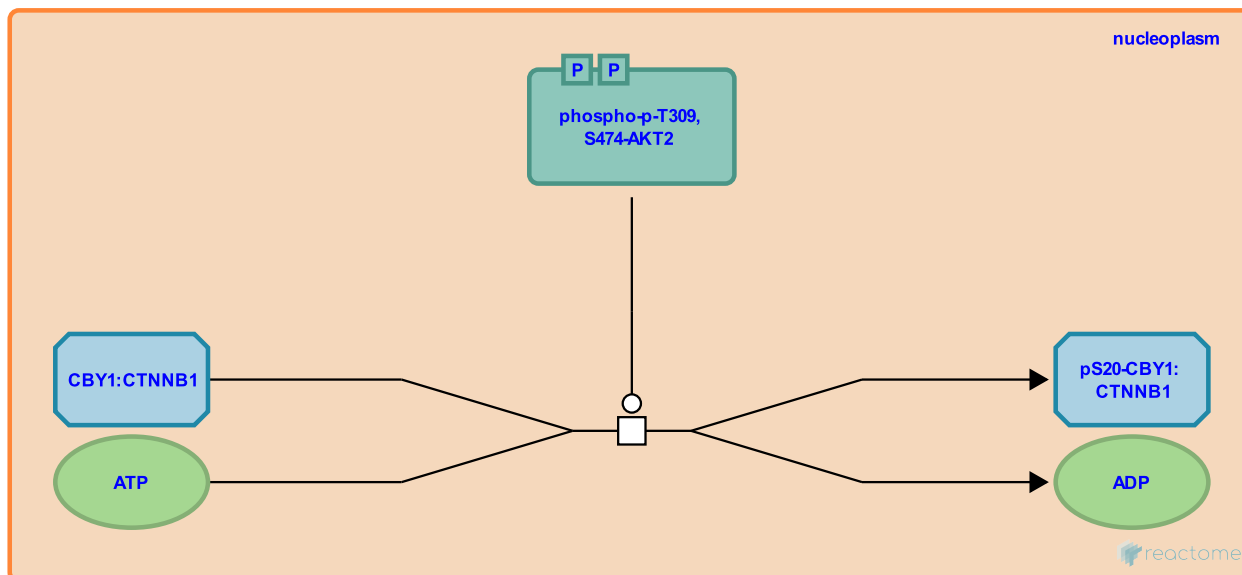 nucleoplasm
P P
phospho-p-T309,
S474-AKT2
CBY1:CTNNB1
pS20-CBY1:
CTNNB1
ATP
ADP
reactome